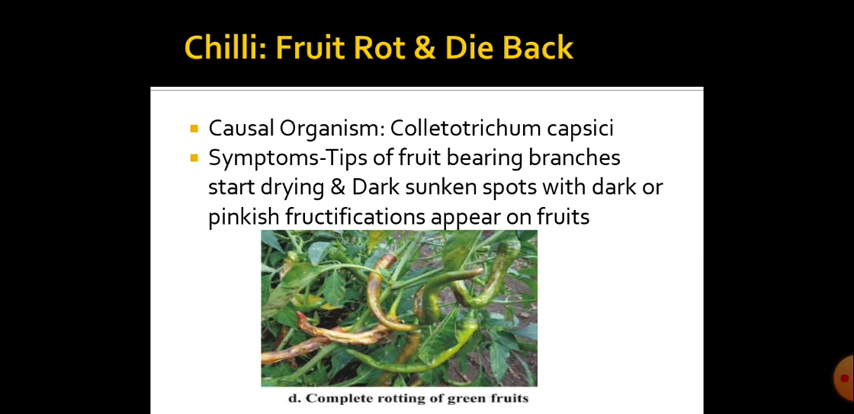 Chilli: Fruit Rot & Die Back
Causal Organism: Colletotrichum capsici
Symptoms-Tips of fruit bearing branches
start drying & Dark sunken spots with dark or
pinkish fructifications appear on fruits
d. Complete rotting of green fruits